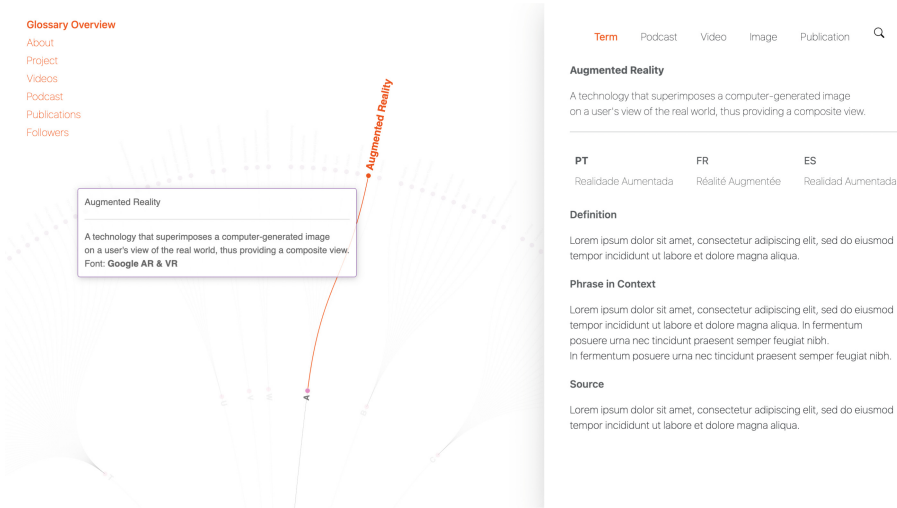 Glossary Overview
About
Project
Videos
Podcast
Publications
Followers
Augmented Reality
Augmented Reality
A technology that superimposes a computer-generated image
on a user's view of the real world, thus providing a composite view.
Font: Google AR & VR
A
Term Podcast Video Image Publication
Augmented Reality
A technology that superimposes a computer-generated image
on a user's view of the real world, thus providing a composite view.
PT FR ES
Realidade Aumentada Réalité Augmentée Realidad Aumentada
Definition
Lorem ipsum dolor sit amet, consectetur adipiscing elit, sed do eiusmod
tempor incididunt ut labore et dolore magna aliqua.
Phrase in Context
Lorem ipsum dolor sit amet, consectetur adipiscing elit, sed do eiusmod
tempor incididunt ut labore et dolore magna aliqua. In fermentum
posuere urna nec tincidunt praesent semper feugiat nibh.
In fermentum posuere urna nec tincidunt praesent semper feugiat nibh.
Source
Lorem ipsum dolor sit amet, consectetur adipiscing elit, sed do eiusmod
tempor incididunt ut labore et dolore magna aliqua.